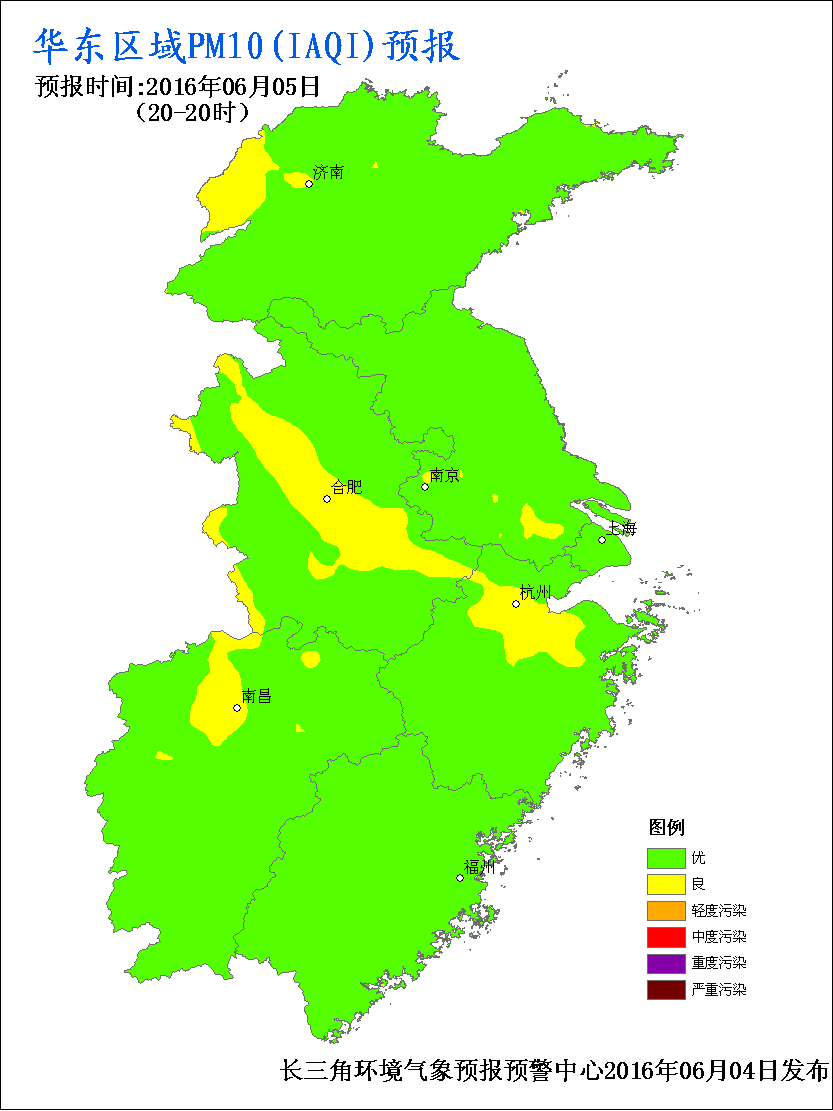 华东区域PM10(IAQI)预报
预报时间:2016年06月05日
(20-20时)
济南
南京
合肥
上海
杭州
南昌
福州
图例
优
良
轻度污染
中度污染
重度污染
严重污染
长三角环境气象预报预警中心2016年06月04日发布